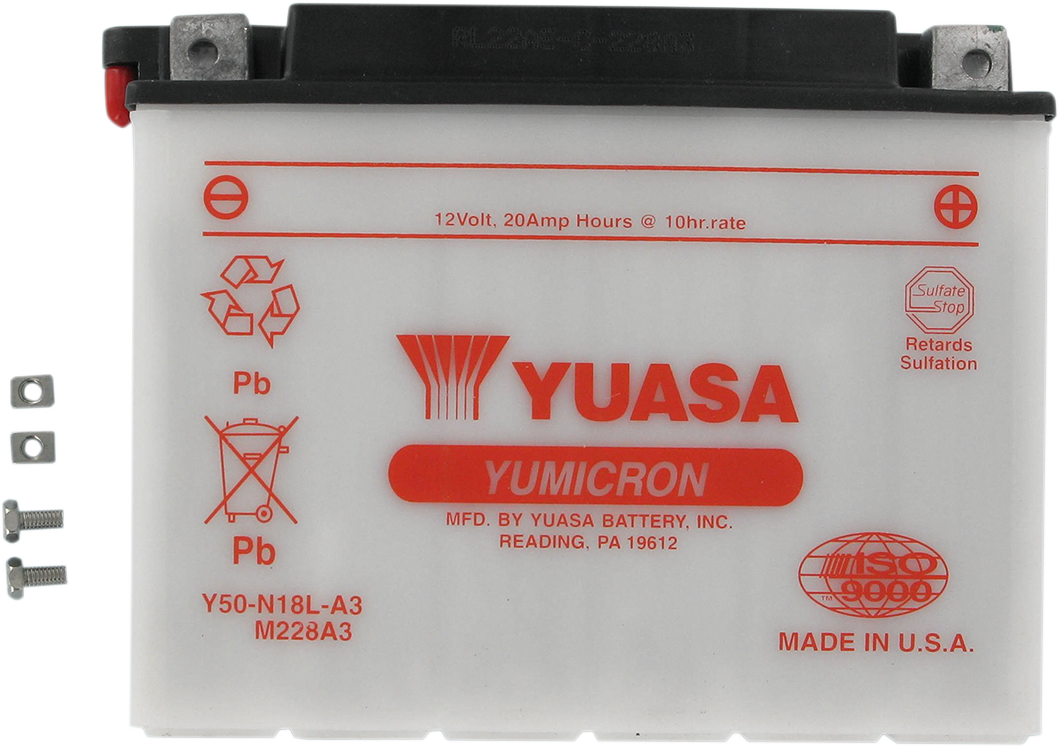 12Volt, 20Amp Hours @ 10hr.rate
Sulfate
Stop
Retards
Sulfation
Pb
YUASA
YUMICRON
MFD. BY YUASA BATTERY, INC.
READING, PA 19612
Pb
ISO
9000
TM
Y50-N18L-A3
M228A3
MADE IN U.S.A.